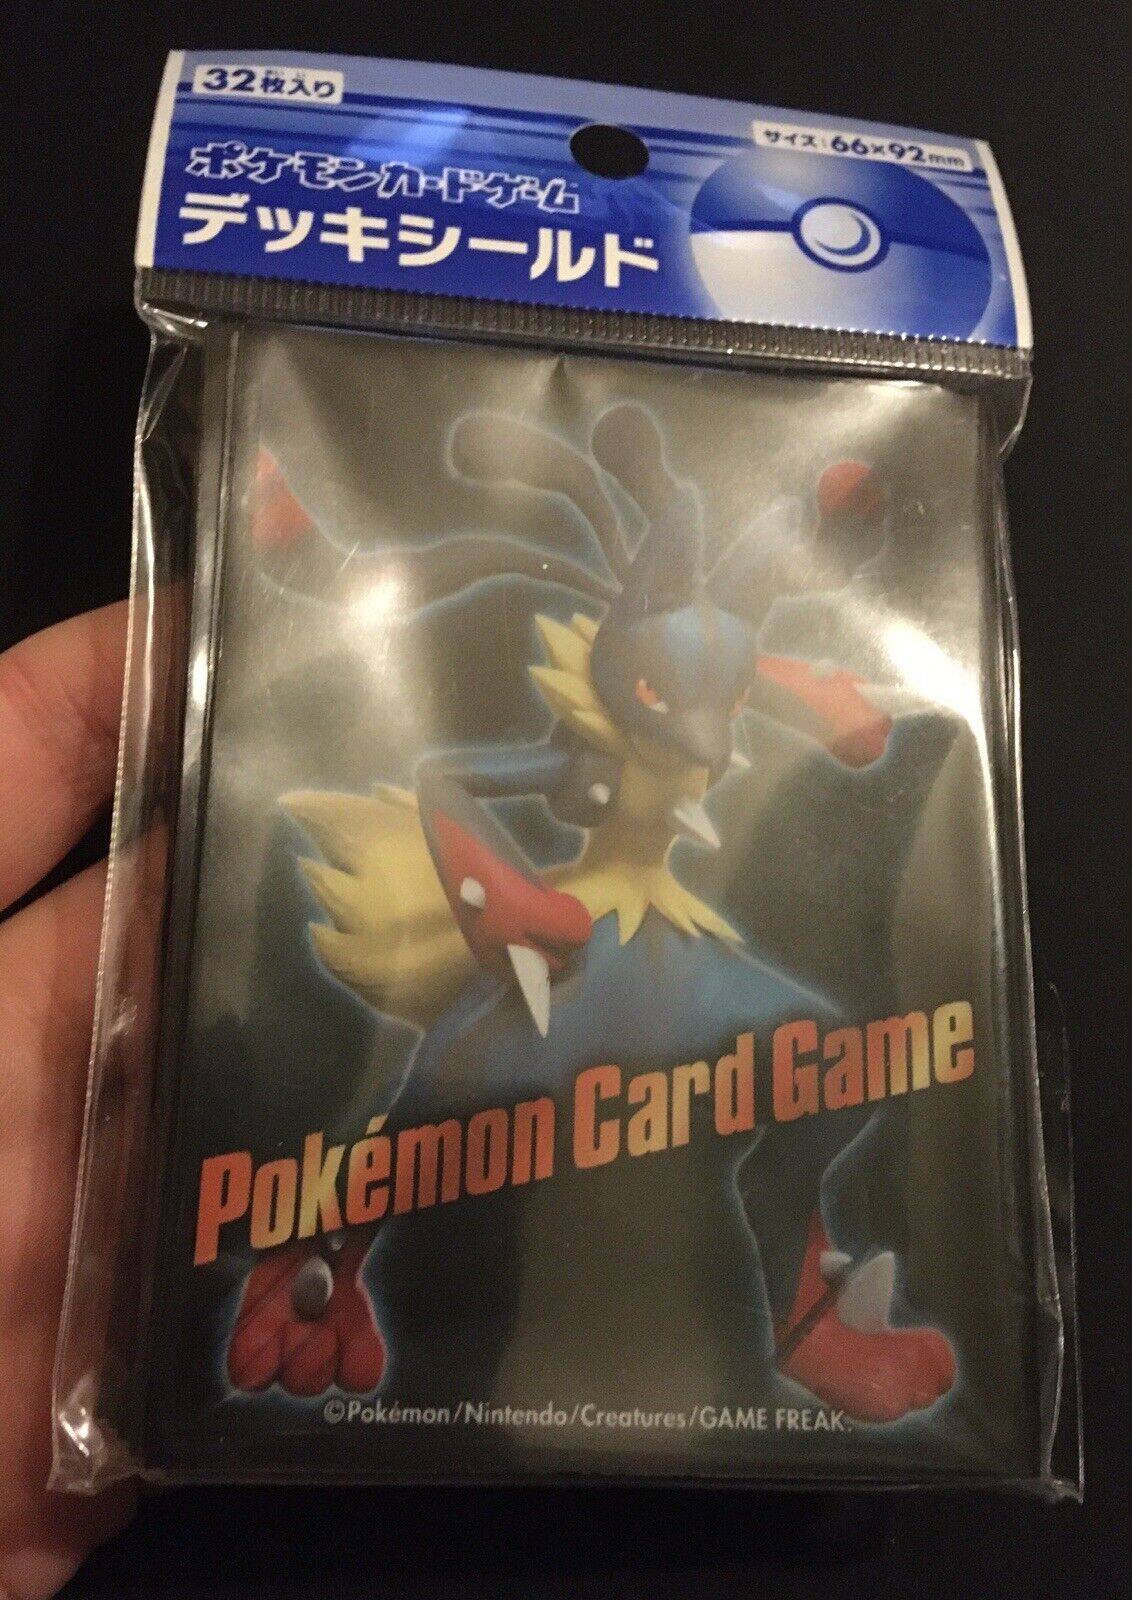 32枚入り
サイズ:66×92mm
ポケモンカードゲーム
デッキシールド
Pokémon Card Game
©Pokémon/Nintendo/Creatures/GAME FREAK.